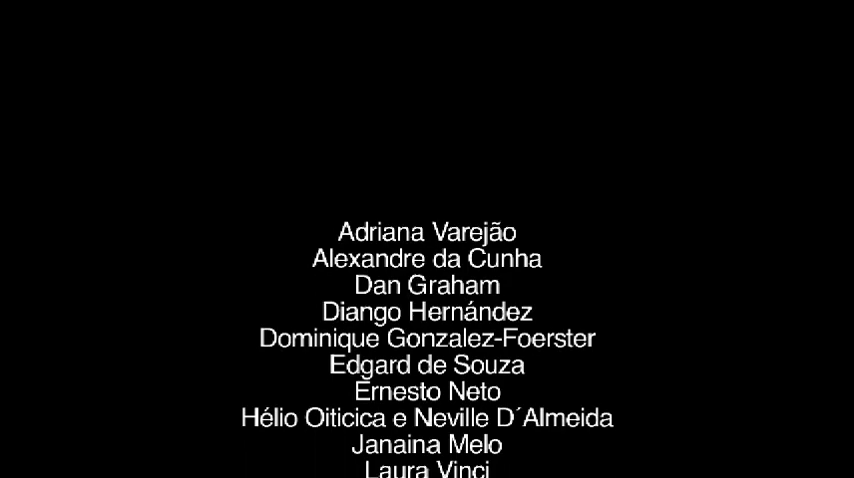 Adriana Varejão
Alexandre da Cunha
Dan Graham
Diango Hernández
Dominique Gonzalez-Foerster
Edgard de Souza
Ernesto Neto
Hélio Oiticica e Neville D´Almeida
Janaina Melo
Laura Vinci